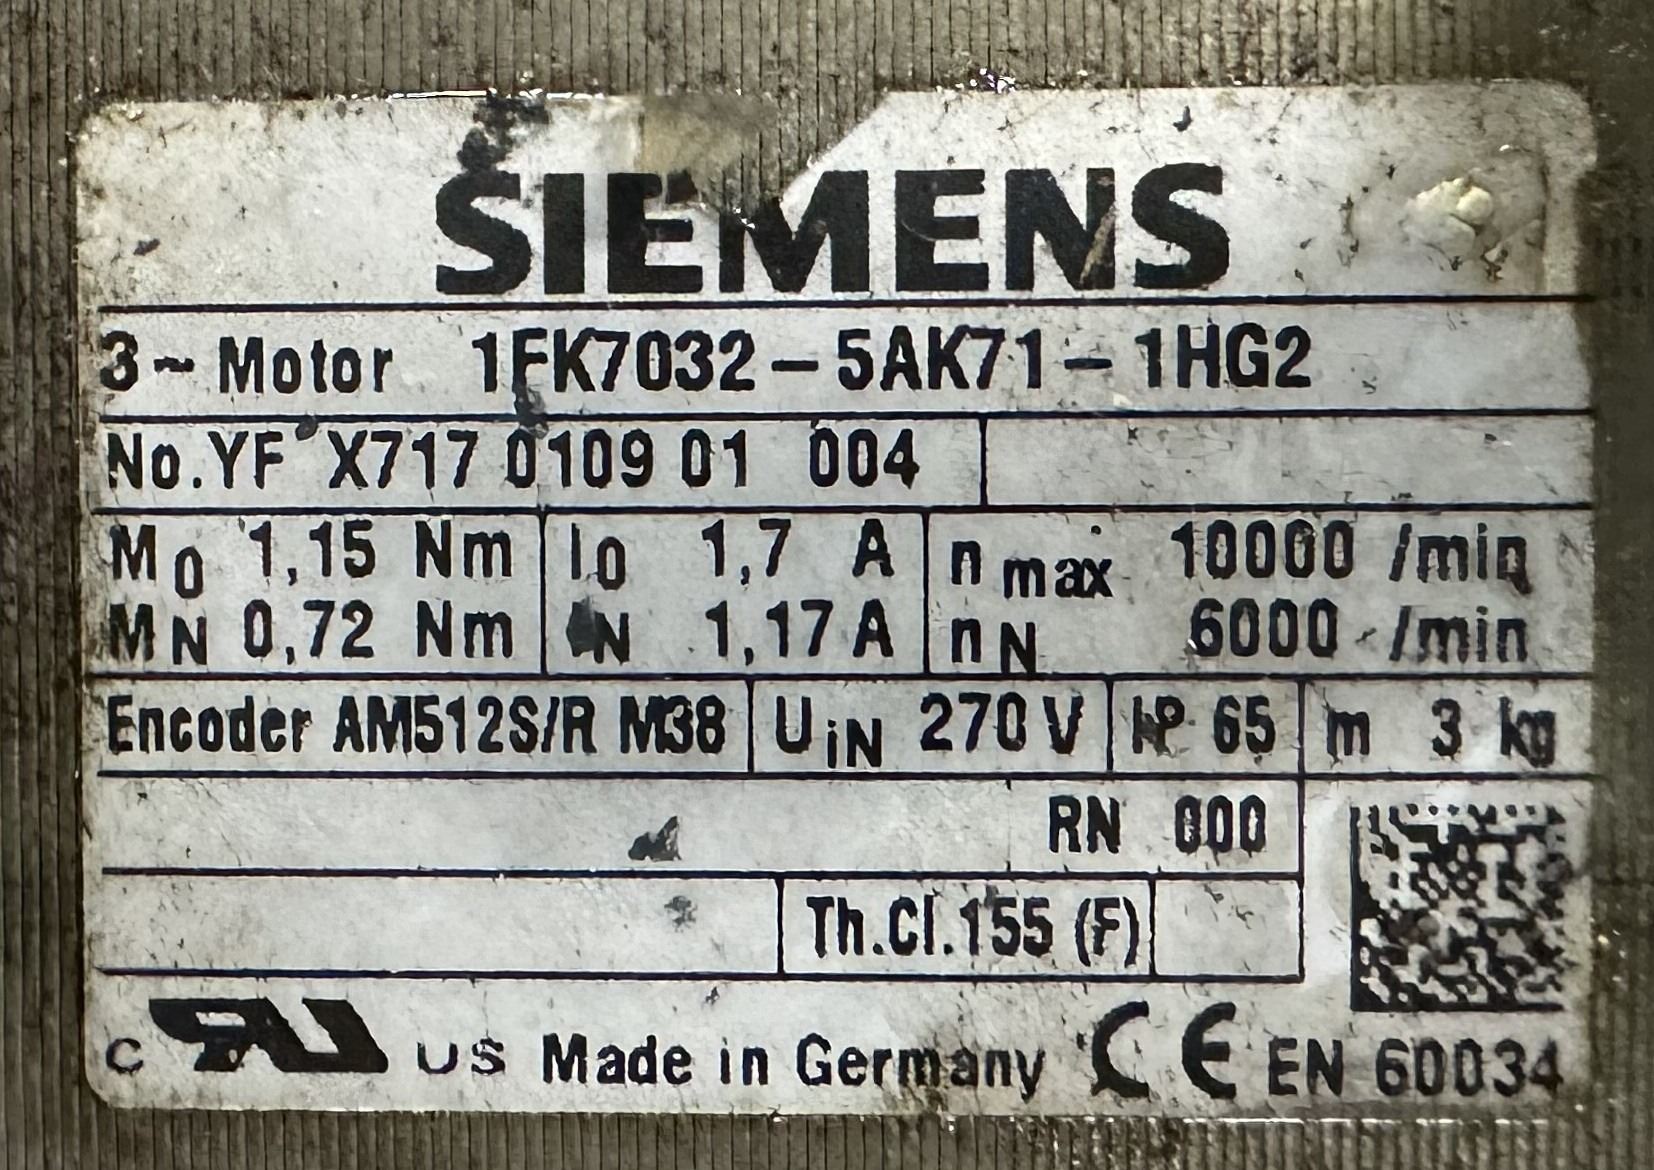 SIEMENS
3~ Motor 1FK7032-5AK71-1HG2
No.YF X717 0109 01 004
M0 1,15 Nm I0 1,7 A nmax 10000 /min
MN 0,72 Nm IN 1,17 A nN 6000 /min
Encoder AM512S/R M38 UiN 270 V IP 65 m 3 kg
RN 000
Th.Cl.155 (F)
c RU US Made in Germany CE EN 60034